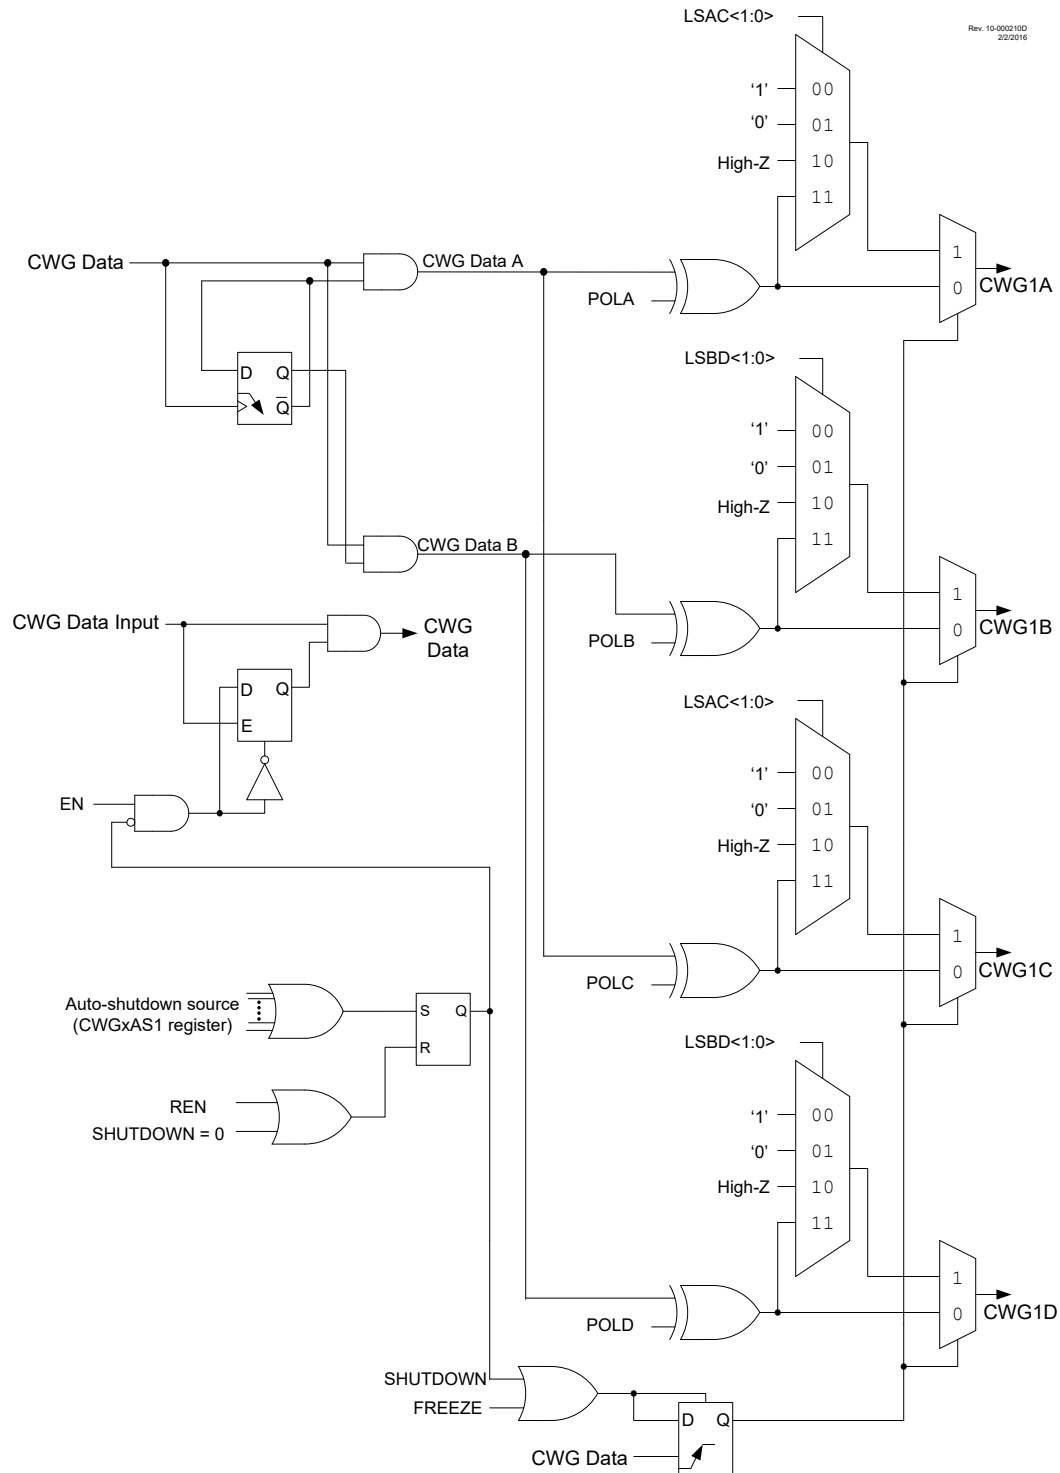 LSAC<1:0>
Rev. 10-000210D
2/2/2016
'1' 00
'0' 01
High-Z 10
11
CWG Data
CWG Data A
POLA
1
0
CWG1A
LSBD<1:0>
D Q
Q
'1' 00
'0' 01
High-Z 10
11
CWG Data B
CWG Data Input
CWG
Data
POLB
1
0
CWG1B
D Q
E
LSAC<1:0>
'1' 00
'0' 01
High-Z 10
11
EN
POLC
1
0
CWG1C
Auto-shutdown source
(CWGxAS1 register)
S Q
R
LSBD<1:0>
REN
SHUTDOWN = 0
'1' 00
'0' 01
High-Z 10
11
POLD
1
0
CWG1D
SHUTDOWN
FREEZE
D Q
CWG Data